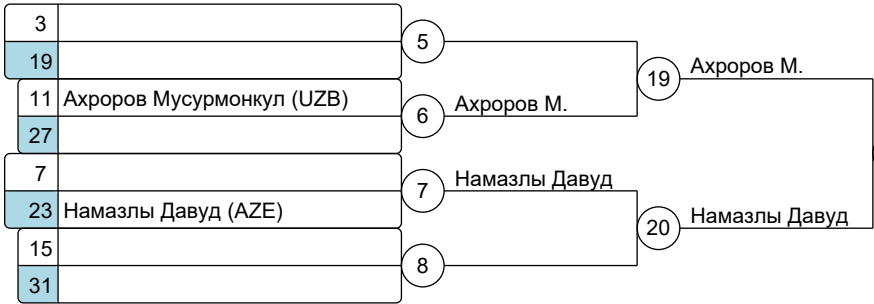 3
5
19
19 Ахроров М.
11 Ахроров Мусурмонкул (UZB)
6 Ахроров М.
27
7
7 Намазлы Давуд
23 Намазлы Давуд (AZE)
20 Намазлы Давуд
15
8
31